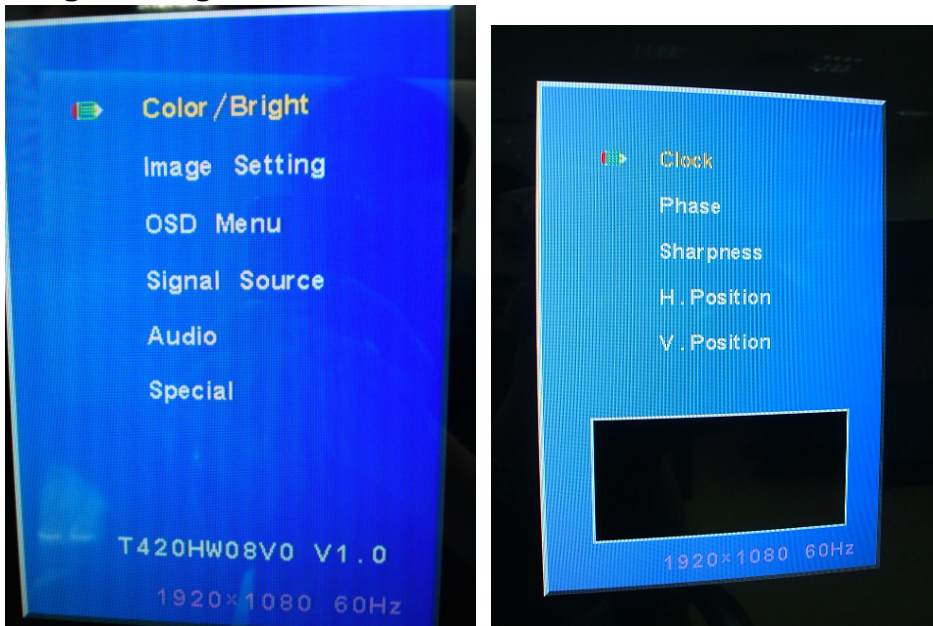 Color/Bright
Image Setting
OSD Menu
Signal Source
Audio
Special
T420HW08V0 V1.0
1920×1080 60Hz
Clock
Phase
Sharpness
H.Position
V.Position
1920×1080 60Hz